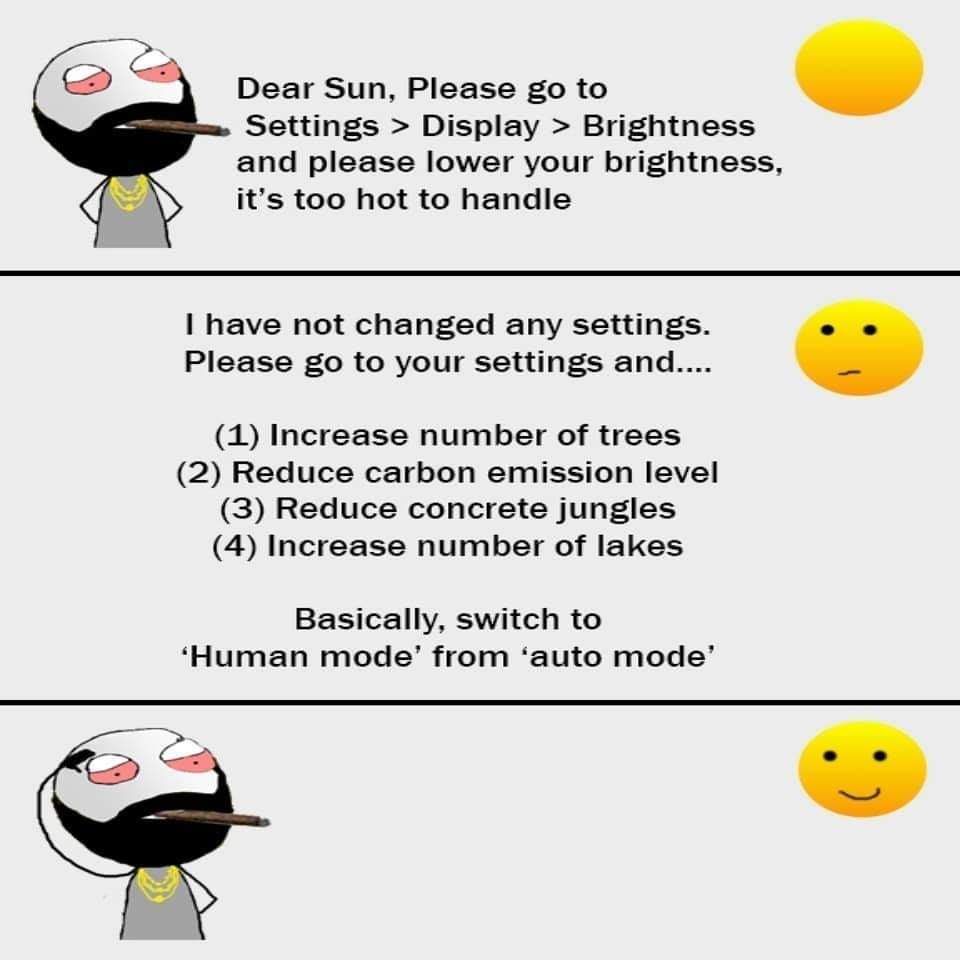 Dear Sun, Please go to
Settings > Display > Brightness
and please lower your brightness,
it’s too hot to handle
I have not changed any settings.
Please go to your settings and....
(1) Increase number of trees
(2) Reduce carbon emission level
(3) Reduce concrete jungles
(4) Increase number of lakes
Basically, switch to
‘Human mode’ from ‘auto mode’